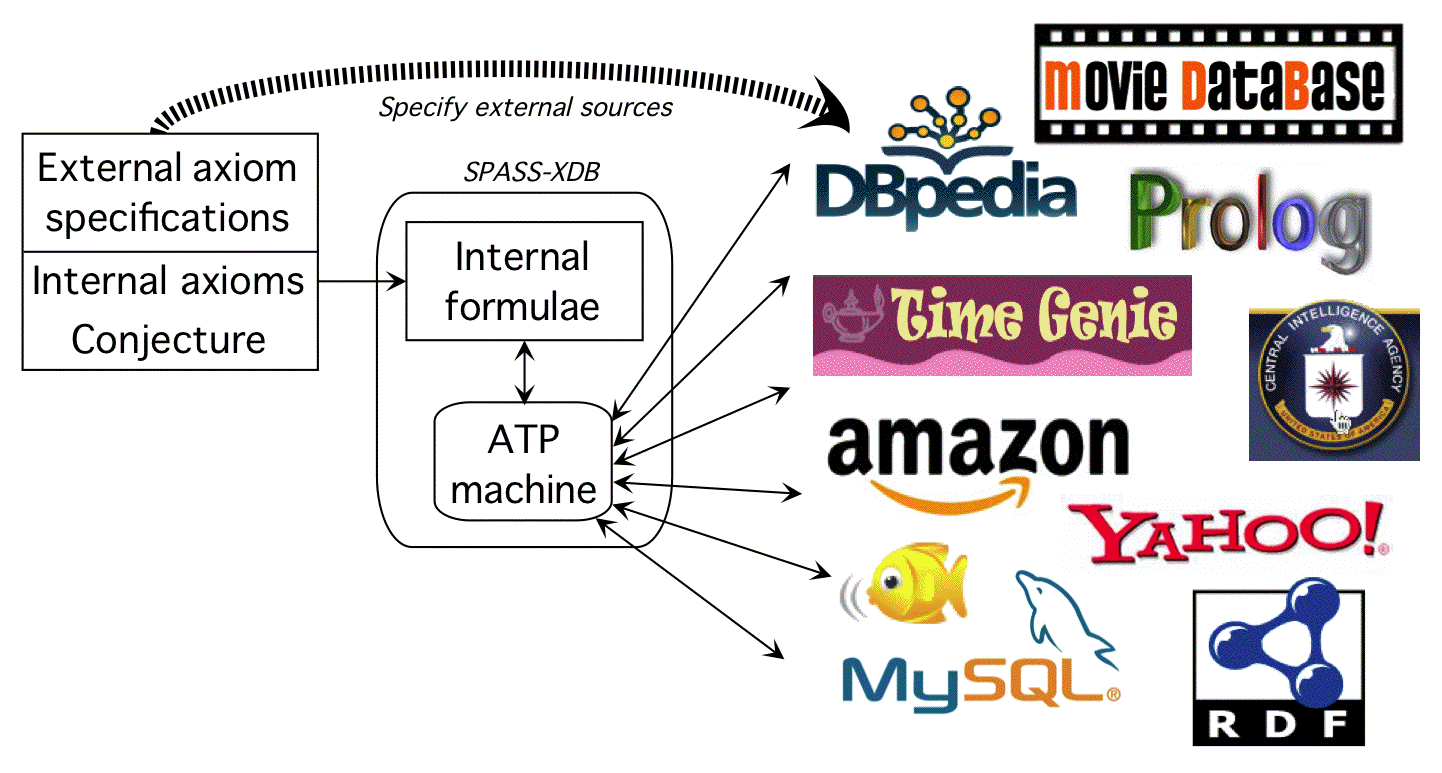 Specify external sources
External axiom
specifications
Internal axioms
Conjecture
SPASS-XDB
Internal
formulae
ATP
machine
MOVIE DATABASE
DBpedia
Prolog
Time Genie
CENTRAL INTELLIGENCE AGENCY
UNITED STATES OF AMERICA
amazon
YAHOO!®
MySQL®
RDF